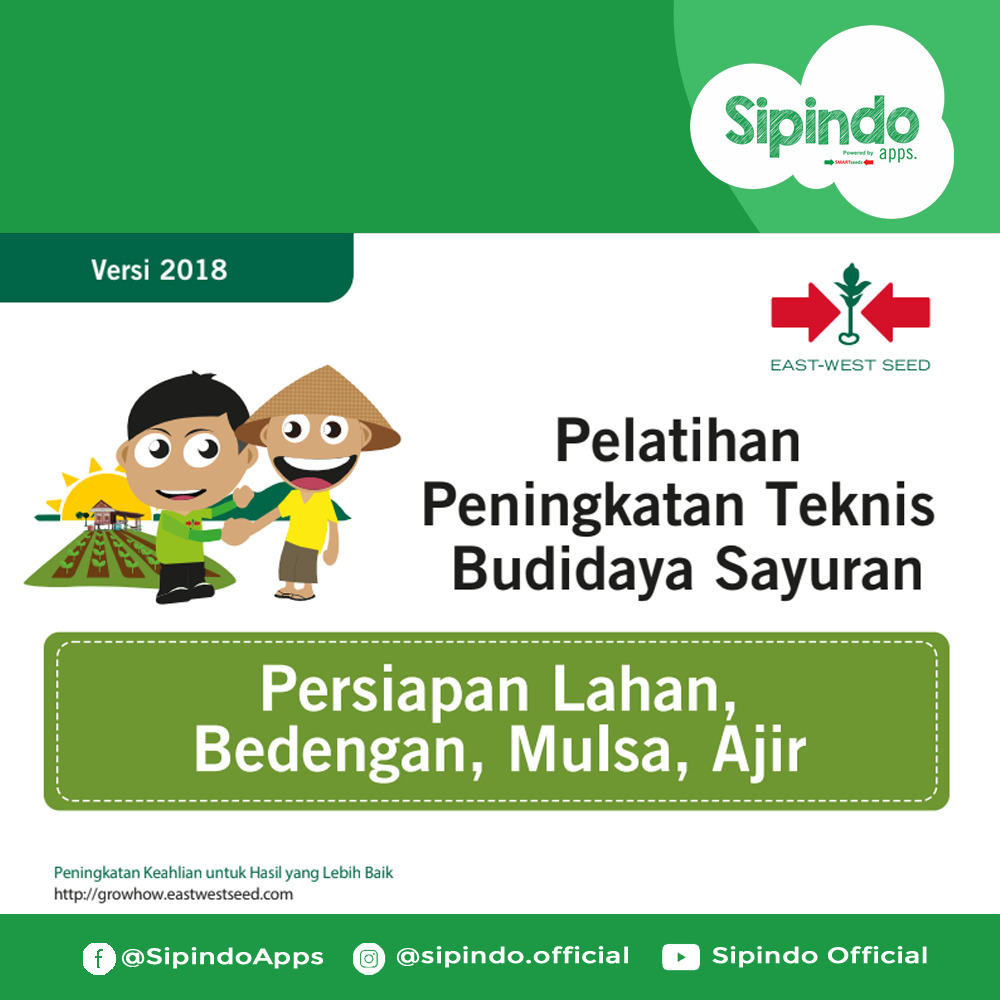 Sipindo
Powered by
SMARTseeds
apps.
Versi 2018
EAST-WEST SEED
Pelatihan
Peningkatan Teknis
Budidaya Sayuran
Persiapan Lahan,
Bedengan, Mulsa, Ajir
Peningkatan Keahlian untuk Hasil yang Lebih Baik
http://growhow.eastwestseed.com
@SipindoApps
@sipindo.official
Sipindo Official